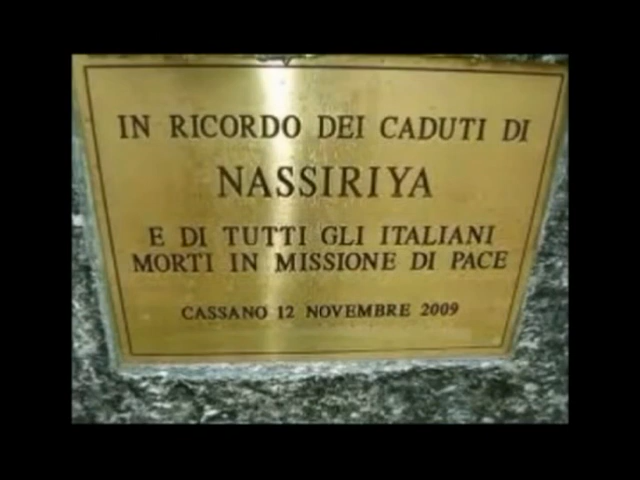 IN RICORDO DEI CADUTI DI
NASSIRIYA
E DI TUTTI GLI ITALIANI
MORTI IN MISSIONE DI PACE
CASSANO 12 NOVEMBRE 2009